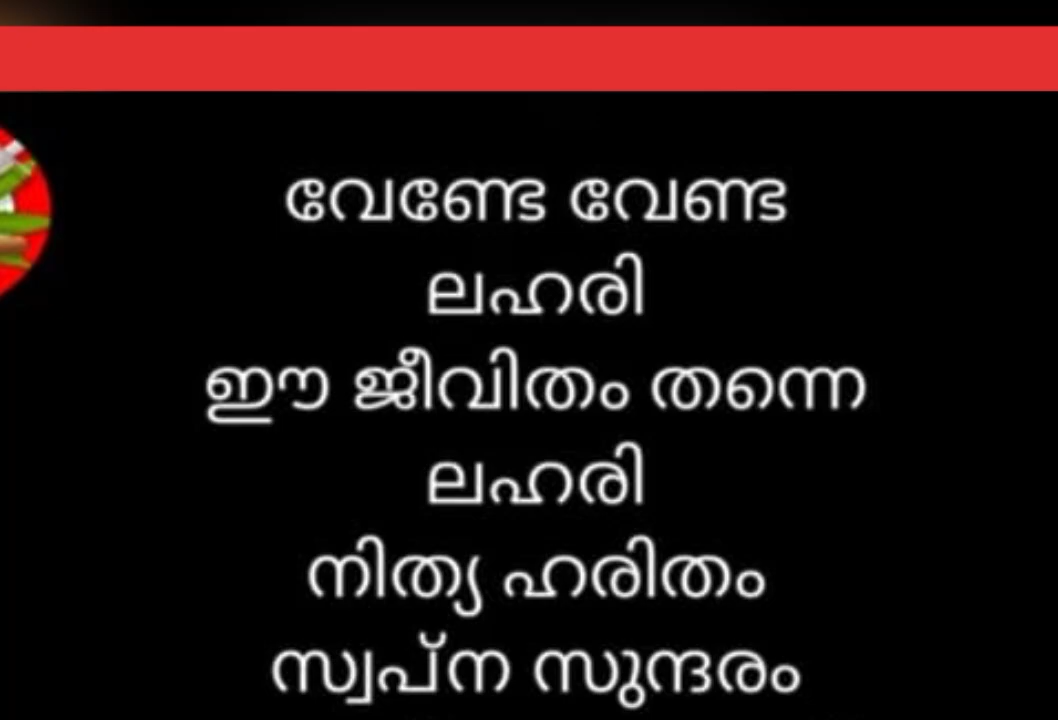 വേണ്ടേ വേണ്ട
ലഹരി
ഈ ജീവിതം തന്നെ
ലഹരി
നിത്യ ഹരിതം
സ്വപ്ന സുന്ദരം